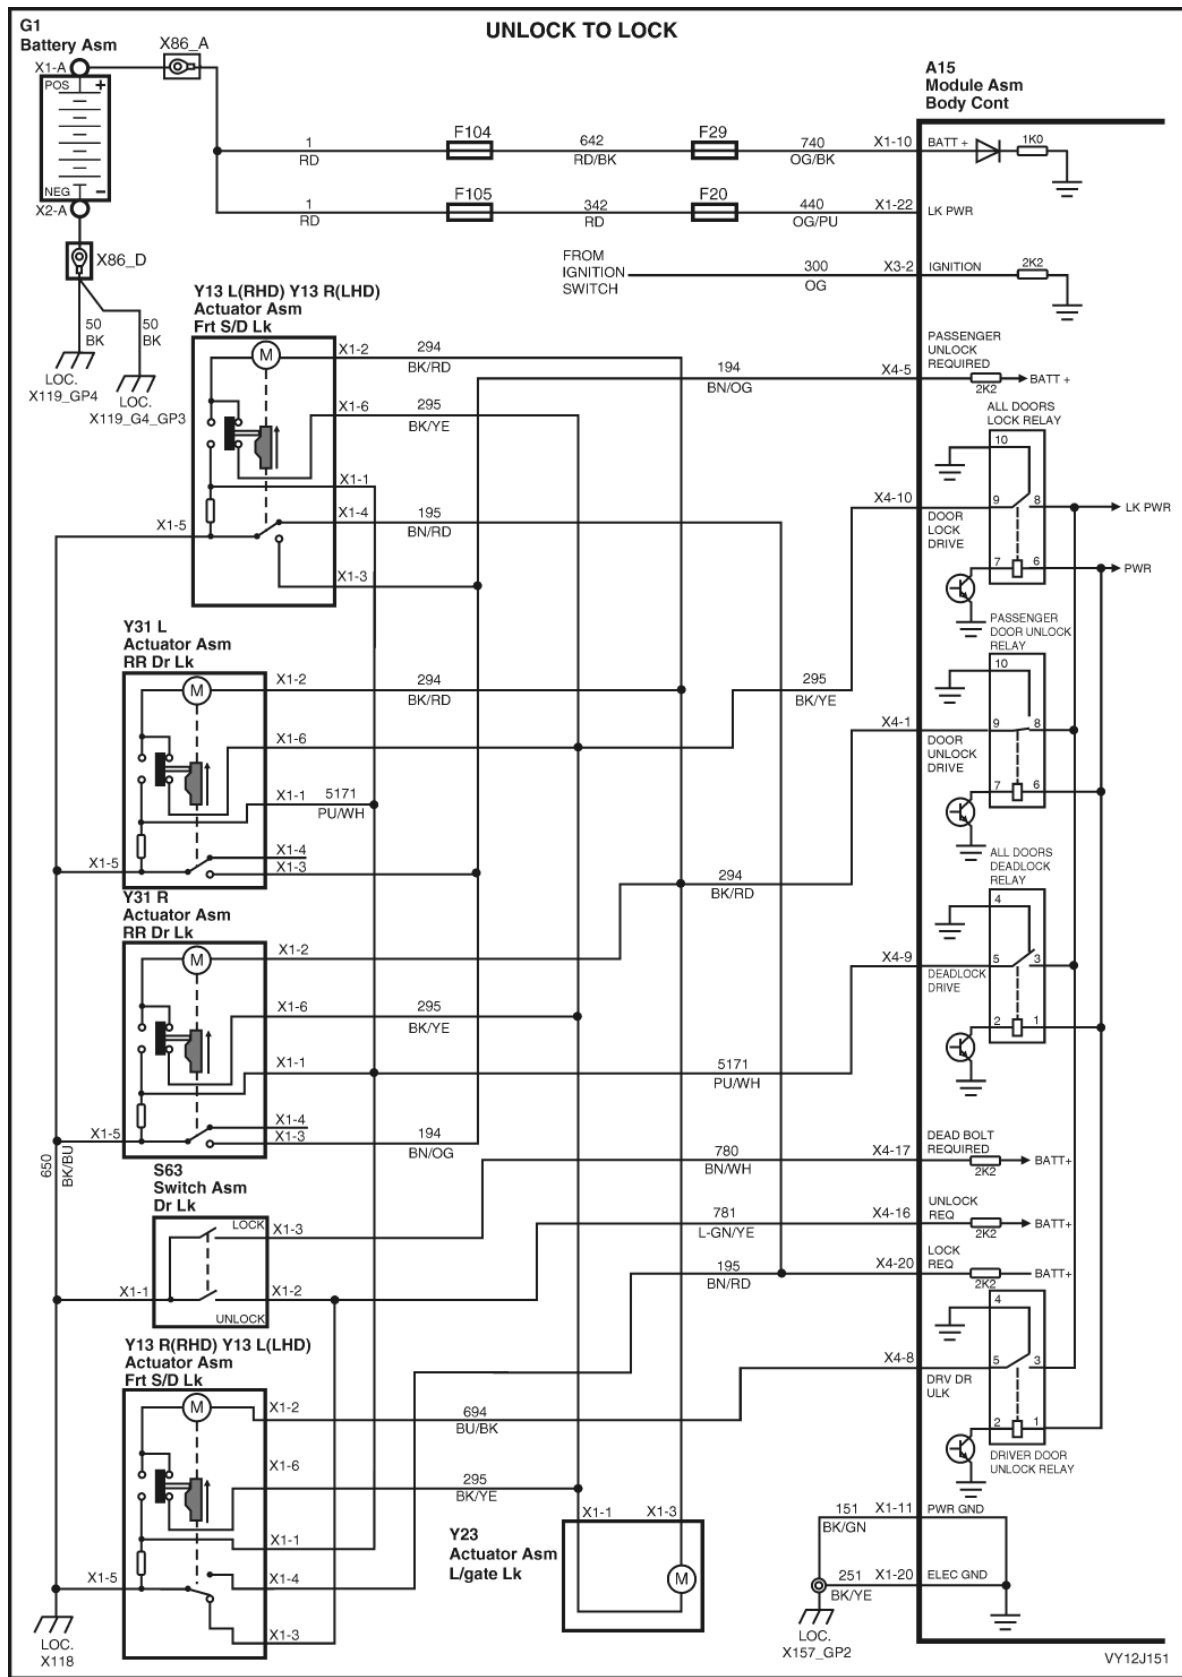 UNLOCK TO LOCK
G1
Battery Asm
X86_A
X1-A
POS
+
NEG
–
X2-A
X86_D
50
BK
50
BK
LOC.
X119_GP4
LOC.
X119_G4_GP3
A15
Module Asm
Body Cont
1
RD
F104
642
RD/BK
F29
740
OG/BK
X1-10
BATT +
1K0
1
RD
F105
342
RD
F20
440
OG/PU
X1-22
LK PWR
FROM
IGNITION
SWITCH
300
OG
X3-2
IGNITION
2K2
Y13 L(RHD) Y13 R(LHD)
Actuator Asm
Frt S/D Lk
M
X1-2
294
BK/RD
X1-6
295
BK/YE
X1-1
X1-4
195
BN/RD
X1-5
X1-3
194
BN/OG
X4-5
PASSENGER
UNLOCK
REQUIRED
2K2
BATT +
ALL DOORS
LOCK RELAY
10
X4-10
9
8
LK PWR
DOOR
LOCK
DRIVE
7
6
PWR
Y31 L
Actuator Asm
RR Dr Lk
M
X1-2
294
BK/RD
295
BK/YE
X1-6
X1-1
5171
PU/WH
X1-4
X1-3
X1-5
PASSENGER
DOOR UNLOCK
RELAY
10
X4-1
9
8
DOOR
UNLOCK
DRIVE
7
6
294
BK/RD
Y31 R
Actuator Asm
RR Dr Lk
M
X1-2
X1-6
295
BK/YE
X1-1
5171
PU/WH
X1-4
X1-3
X1-5
194
BN/OG
ALL DOORS
DEADLOCK
RELAY
4
X4-9
5
3
DEADLOCK
DRIVE
2
1
650
BK/BU
780
BN/WH
X4-17
DEAD BOLT
REQUIRED
2K2
BATT+
S63
Switch Asm
Dr Lk
LOCK
X1-3
X1-1
X1-2
UNLOCK
781
L-GN/YE
X4-16
UNLOCK
REQ
2K2
BATT+
195
BN/RD
X4-20
LOCK
REQ
2K2
BATT+
4
X4-8
5
3
DRV DR
ULK
2
1
DRIVER DOOR
UNLOCK RELAY
Y13 R(RHD) Y13 L(LHD)
Actuator Asm
Frt S/D Lk
M
X1-2
694
BU/BK
X1-6
295
BK/YE
X1-1
X1-4
X1-5
X1-3
LOC.
X118
Y23
Actuator Asm
L/gate Lk
X1-1
X1-3
M
151
BK/GN
X1-11
PWR GND
251
BK/YE
X1-20
ELEC GND
LOC.
X157_GP2
VY12J151